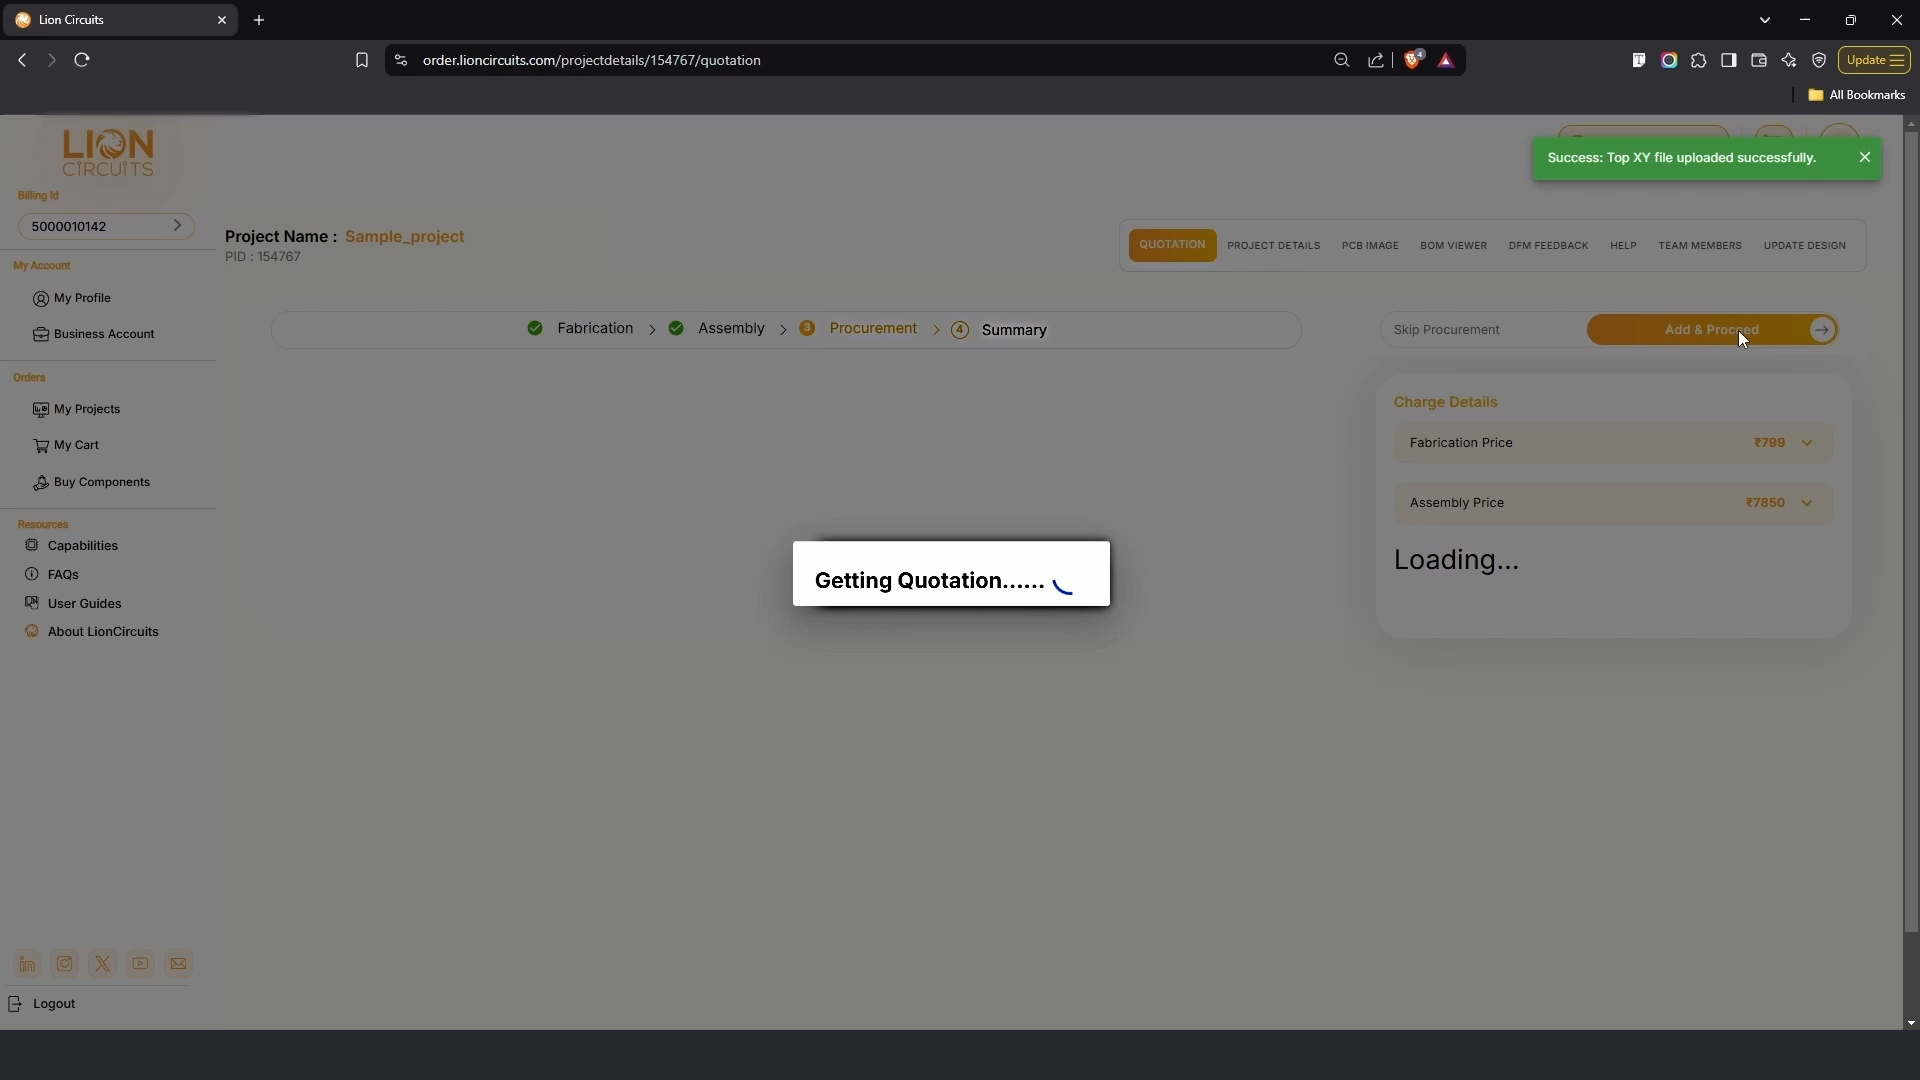 Lion Circuits
order.lioncircuits.com/projectdetails/154767/quotation
4
Update
All Bookmarks
LION
CIRCUITS
Success: Top XY file uploaded successfully.
Billing Id
5000010142
Project Name : Sample_project
PID : 154767
QUOTATION
PROJECT DETAILS
PCB IMAGE
BOM VIEWER
DFM FEEDBACK
HELP
TEAM MEMBERS
UPDATE DESIGN
My Account
My Profile
Business Account
Fabrication
Assembly
3 Procurement
4 Summary
Skip Procurement
Add & Proceed
Orders
My Projects
My Cart
Buy Components
Charge Details
Fabrication Price ₹799
Assembly Price ₹7850
Loading...
Getting Quotation......
Resources
Capabilities
FAQs
User Guides
About LionCircuits
in
X
Logout